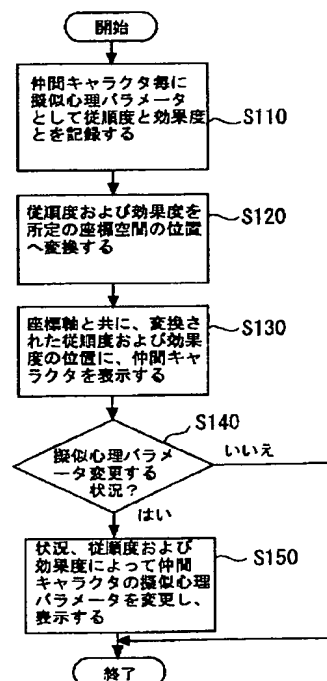 開始
仲間キャラクタ毎に
擬似心理パラメータ
として従順度と効果度
とを記録する
S110
従順度および効果度を
所定の座標空間の位置
へ変換する
S120
座標軸と共に、変換さ
れた従順度および効果
度の位置に、仲間キャ
ラクタを表示する
S130
S140
擬似心理パラメ
ータ変更する
状況?
いいえ
はい
状況、従順度および
効果度によって仲間
キャラクタの擬似心理
パラメータを変更し、
表示する
S150
終了